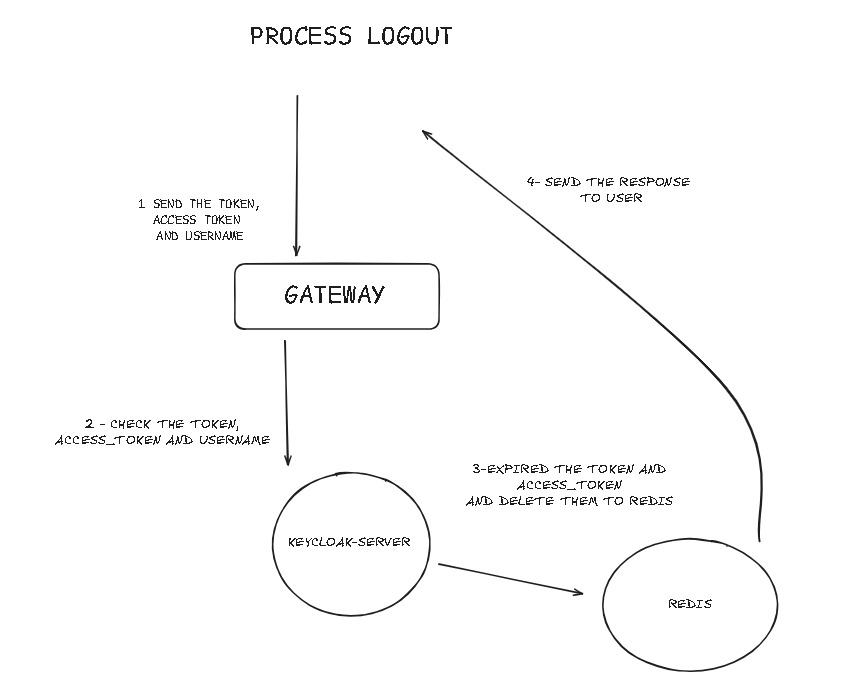 PROCESS LOGOUT
4- SEND THE RESPONSE
TO USER
1 SEND THE TOKEN,
ACCESS TOKEN
AND USERNAME
GATEWAY
2 - CHECK THE TOKEN,
ACCESS_TOKEN AND USERNAME
3-EXPIRED THE TOKEN AND
ACCESS_TOKEN
AND DELETE THEM TO REDIS
KEYCLOAK-SERVER
REDIS